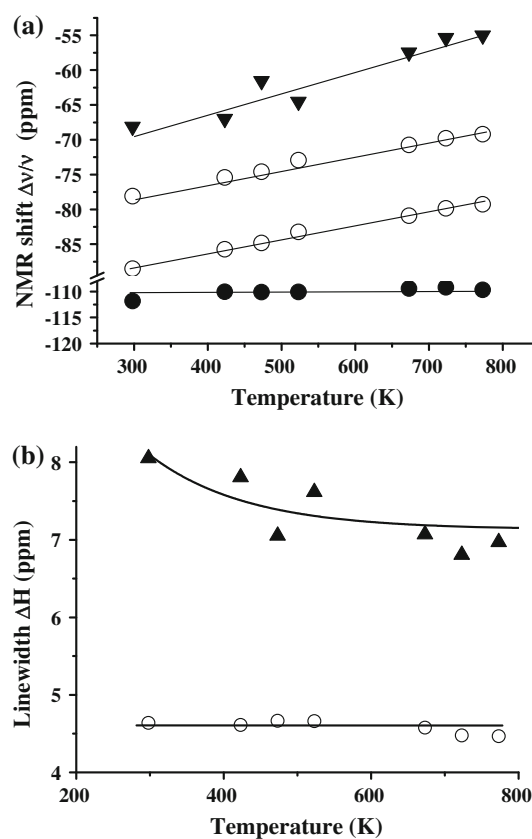 (a)
-55
-60
-65
-70
-75
-80
-85
-110
-115
-120
NMR shift Δν/ν (ppm)
300 400 500 600 700 800
Temperature (K)
(b)
8
7
6
5
4
Linewidth ΔH (ppm)
200 400 600 800
Temperature (K)